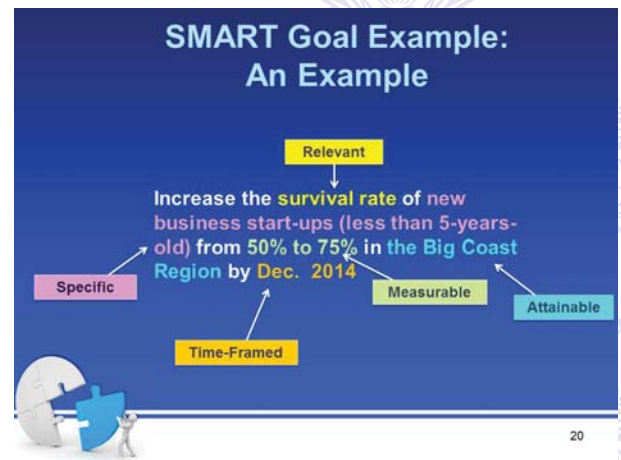 SMART Goal Example:
An Example
Relevant
Increase the survival rate of new
business start-ups (less than 5-years-
old) from 50% to 75% in the Big Coast
Region by Dec. 2014
Specific
Measurable
Attainable
Time-Framed
20